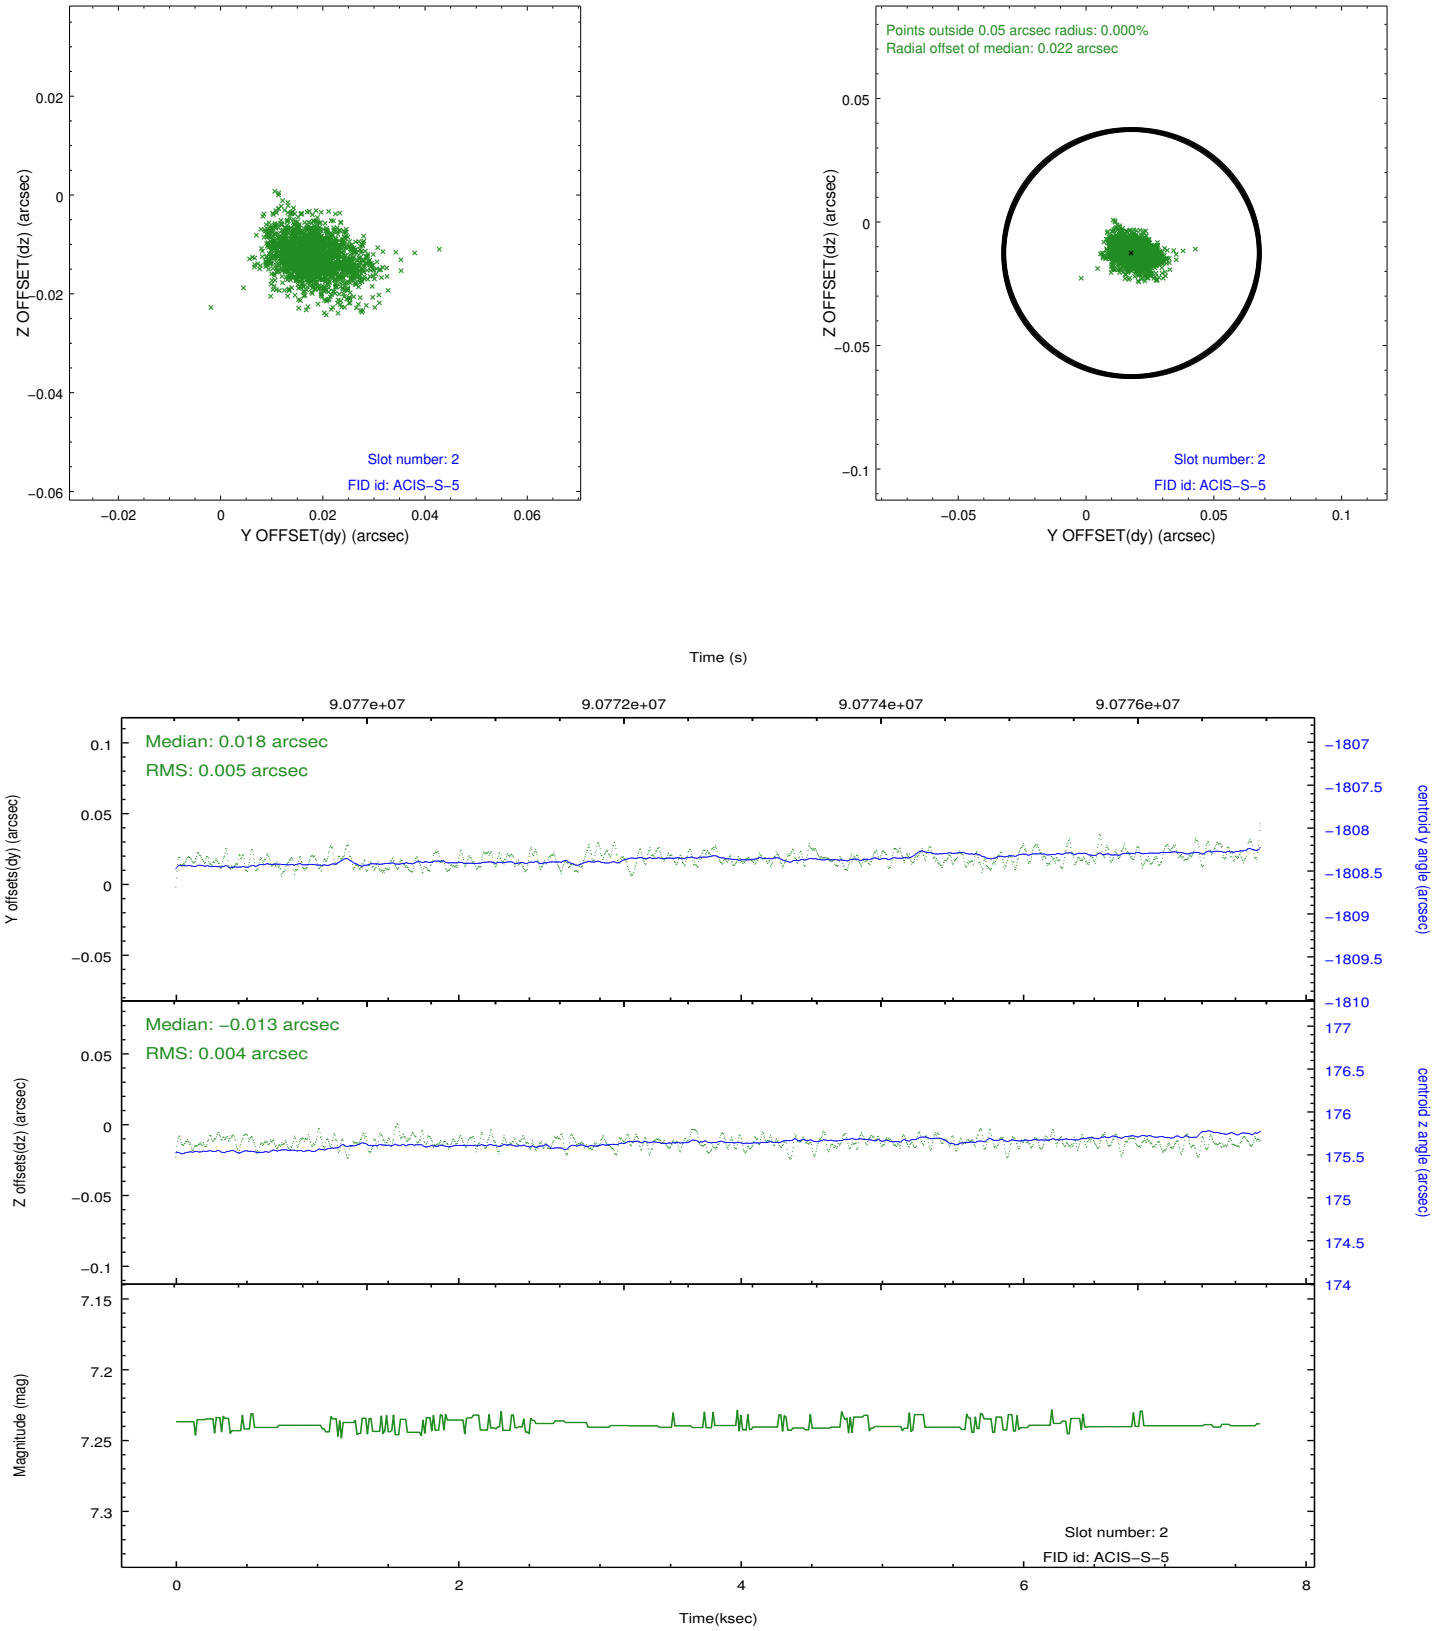 0.02
0
−0.02
−0.04
−0.06
Z OFFSET(dz) (arcsec)
Slot number: 2
FID id: ACIS−S−5
−0.02
0
0.02
0.04
0.06
Y OFFSET(dy) (arcsec)
Points outside 0.05 arcsec radius: 0.000%
Radial offset of median: 0.022 arcsec
0.05
0
−0.05
−0.1
Z OFFSET(dz) (arcsec)
Slot number: 2
FID id: ACIS−S−5
−0.05
0
0.05
0.1
Y OFFSET(dy) (arcsec)
Time (s)
9.077e+07
9.0772e+07
9.0774e+07
9.0776e+07
Median: 0.018 arcsec
RMS: 0.005 arcsec
0.1
0.05
0
−0.05
Y offsets(dy) (arcsec)
−1807
−1807.5
−1808
−1808.5
−1809
−1809.5
−1810
centroid y angle (arcsec)
Median: −0.013 arcsec
RMS: 0.004 arcsec
0.05
0
−0.05
−0.1
Z offsets(dz) (arcsec)
177
176.5
176
175.5
175
174.5
174
centroid z angle (arcsec)
7.15
7.2
7.25
7.3
Magnitude (mag)
Slot number: 2
FID id: ACIS−S−5
0
2
4
6
8
Time(ksec)